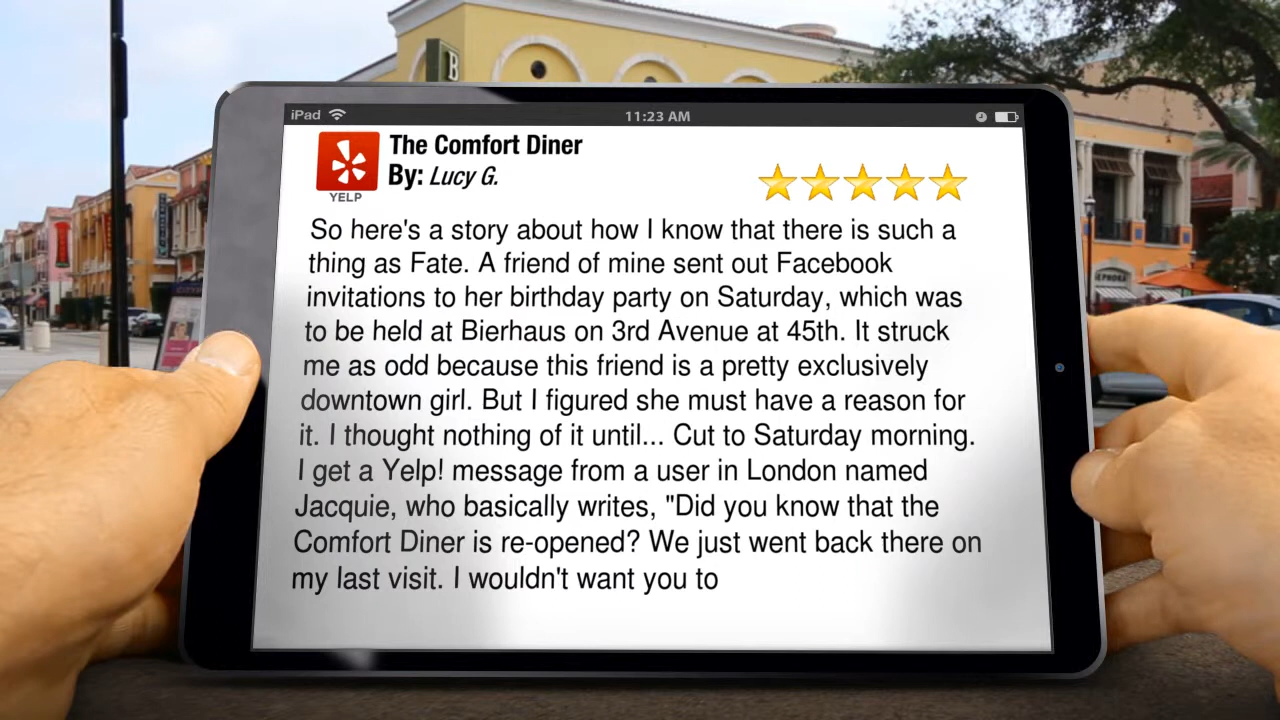 B
iPad
11:23 AM
The Comfort Diner
By: Lucy G.
YELP
So here's a story about how I know that there is such a
thing as Fate. A friend of mine sent out Facebook
invitations to her birthday party on Saturday, which was
to be held at Bierhaus on 3rd Avenue at 45th. It struck
me as odd because this friend is a pretty exclusively
downtown girl. But I figured she must have a reason for
it. I thought nothing of it until... Cut to Saturday morning.
I get a Yelp! message from a user in London named
Jacquie, who basically writes, "Did you know that the
Comfort Diner is re-opened? We just went back there on
my last visit. I wouldn't want you to
SEPHORA